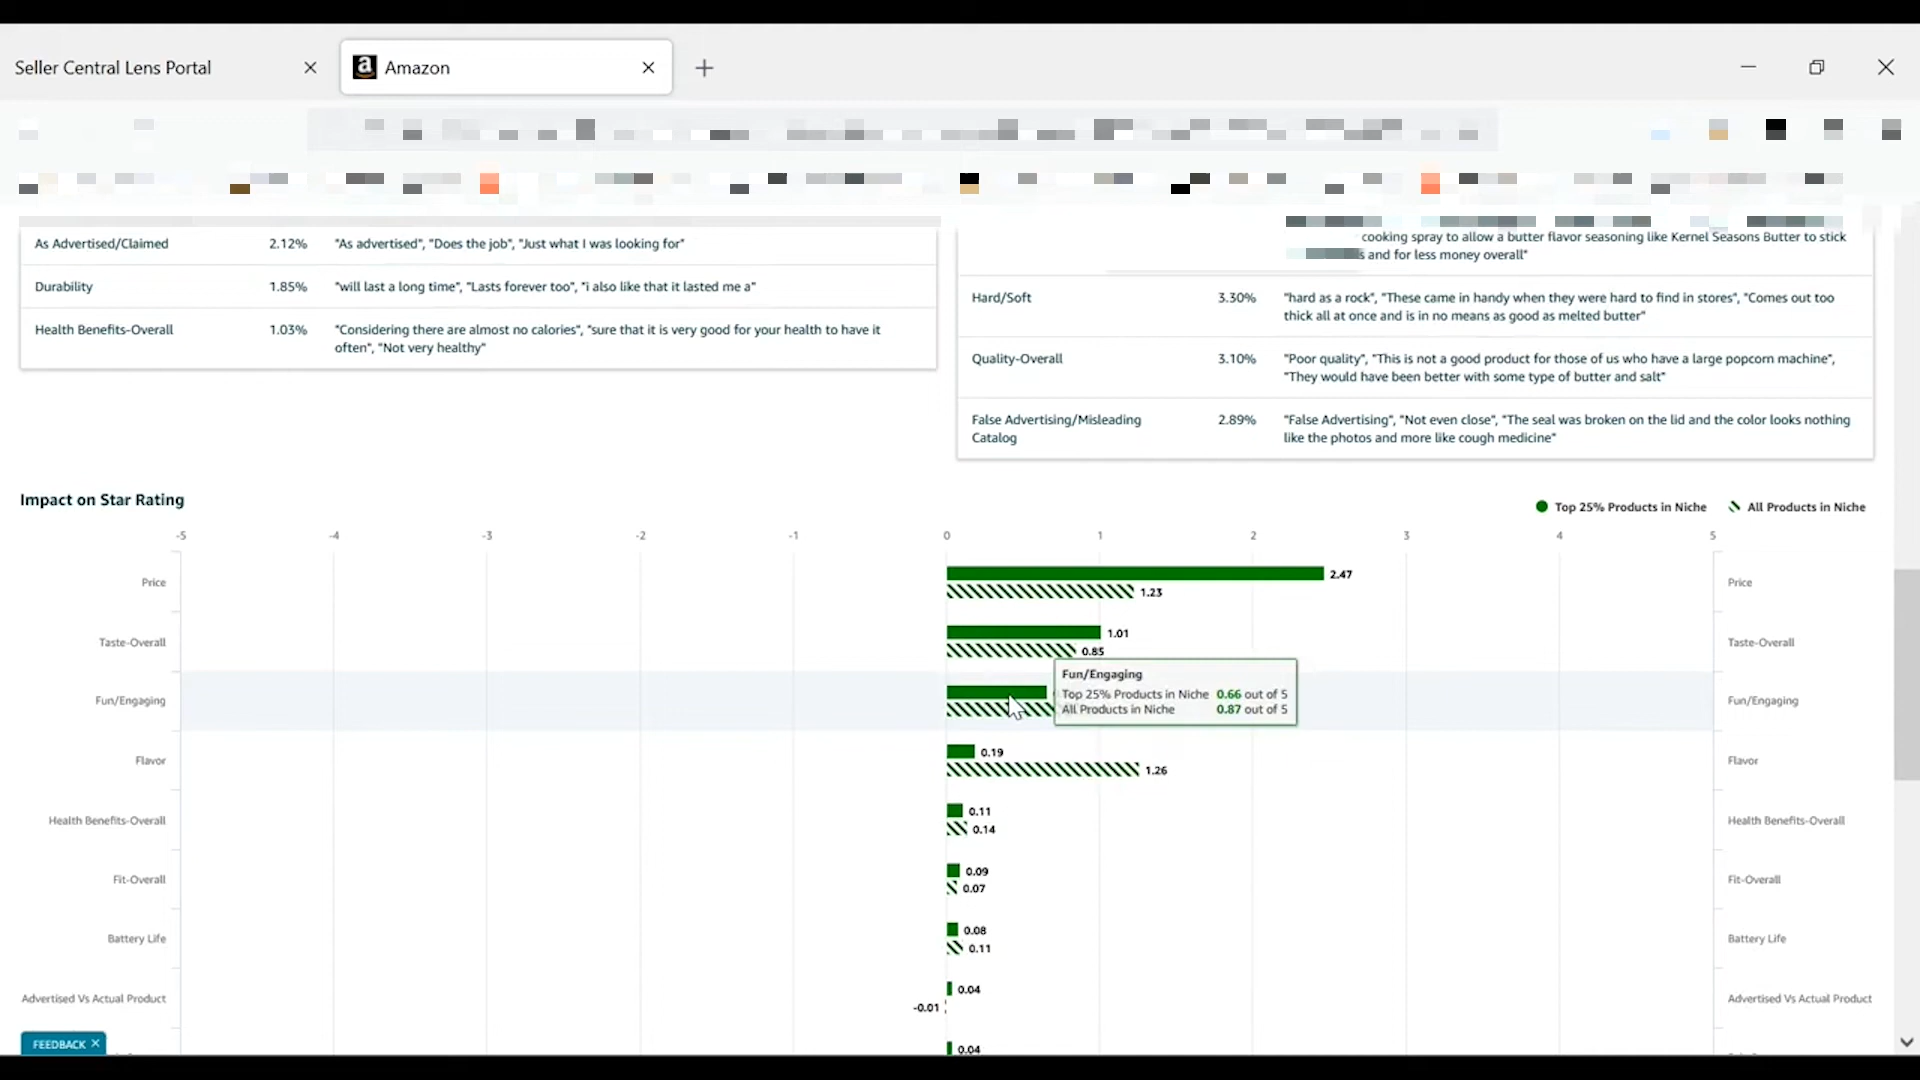 Seller Central Lens Portal
Amazon
As Advertised/Claimed 2.12% "As advertised", "Does the job", "Just what I was looking for"
Durability 1.85% "will last a long time", "Lasts forever too", "i also like that it lasted me a"
Health Benefits-Overall 1.03% "Considering there are almost no calories", "sure that it is very good for your health to have it
often", "Not very healthy"
cooking spray to allow a butter flavor seasoning like Kernel Seasons Butter to stick
s and for less money overall"
Hard/Soft 3.30% "hard as a rock", "These came in handy when they were hard to find in stores", "Comes out too
thick all at once and is in no means as good as melted butter"
Quality-Overall 3.10% "Poor quality", "This is not a good product for those of us who have a large popcorn machine",
"They would have been better with some type of butter and salt"
False Advertising/Misleading 2.89% "False Advertising", "Not even close", "The seal was broken on the lid and the color looks nothing
Catalog like the photos and more like cough medicine"
Impact on Star Rating
Top 25% Products in Niche All Products in Niche
-5 -4 -3 -2 -1 0 1 2 3 4 5
Price 2.47 Price
1.23
Taste-Overall 1.01 Taste-Overall
0.85
Fun/Engaging
Top 25% Products in Niche 0.66 out of 5
All Products in Niche 0.87 out of 5
Fun/Engaging Fun/Engaging
Flavor 0.19 Flavor
1.26
Health Benefits-Overall 0.11 Health Benefits-Overall
0.14
Fit-Overall 0.09 Fit-Overall
0.07
Battery Life 0.08 Battery Life
0.11
Advertised Vs Actual Product 0.04 Advertised Vs Actual Product
-0.01
FEEDBACK
0.04